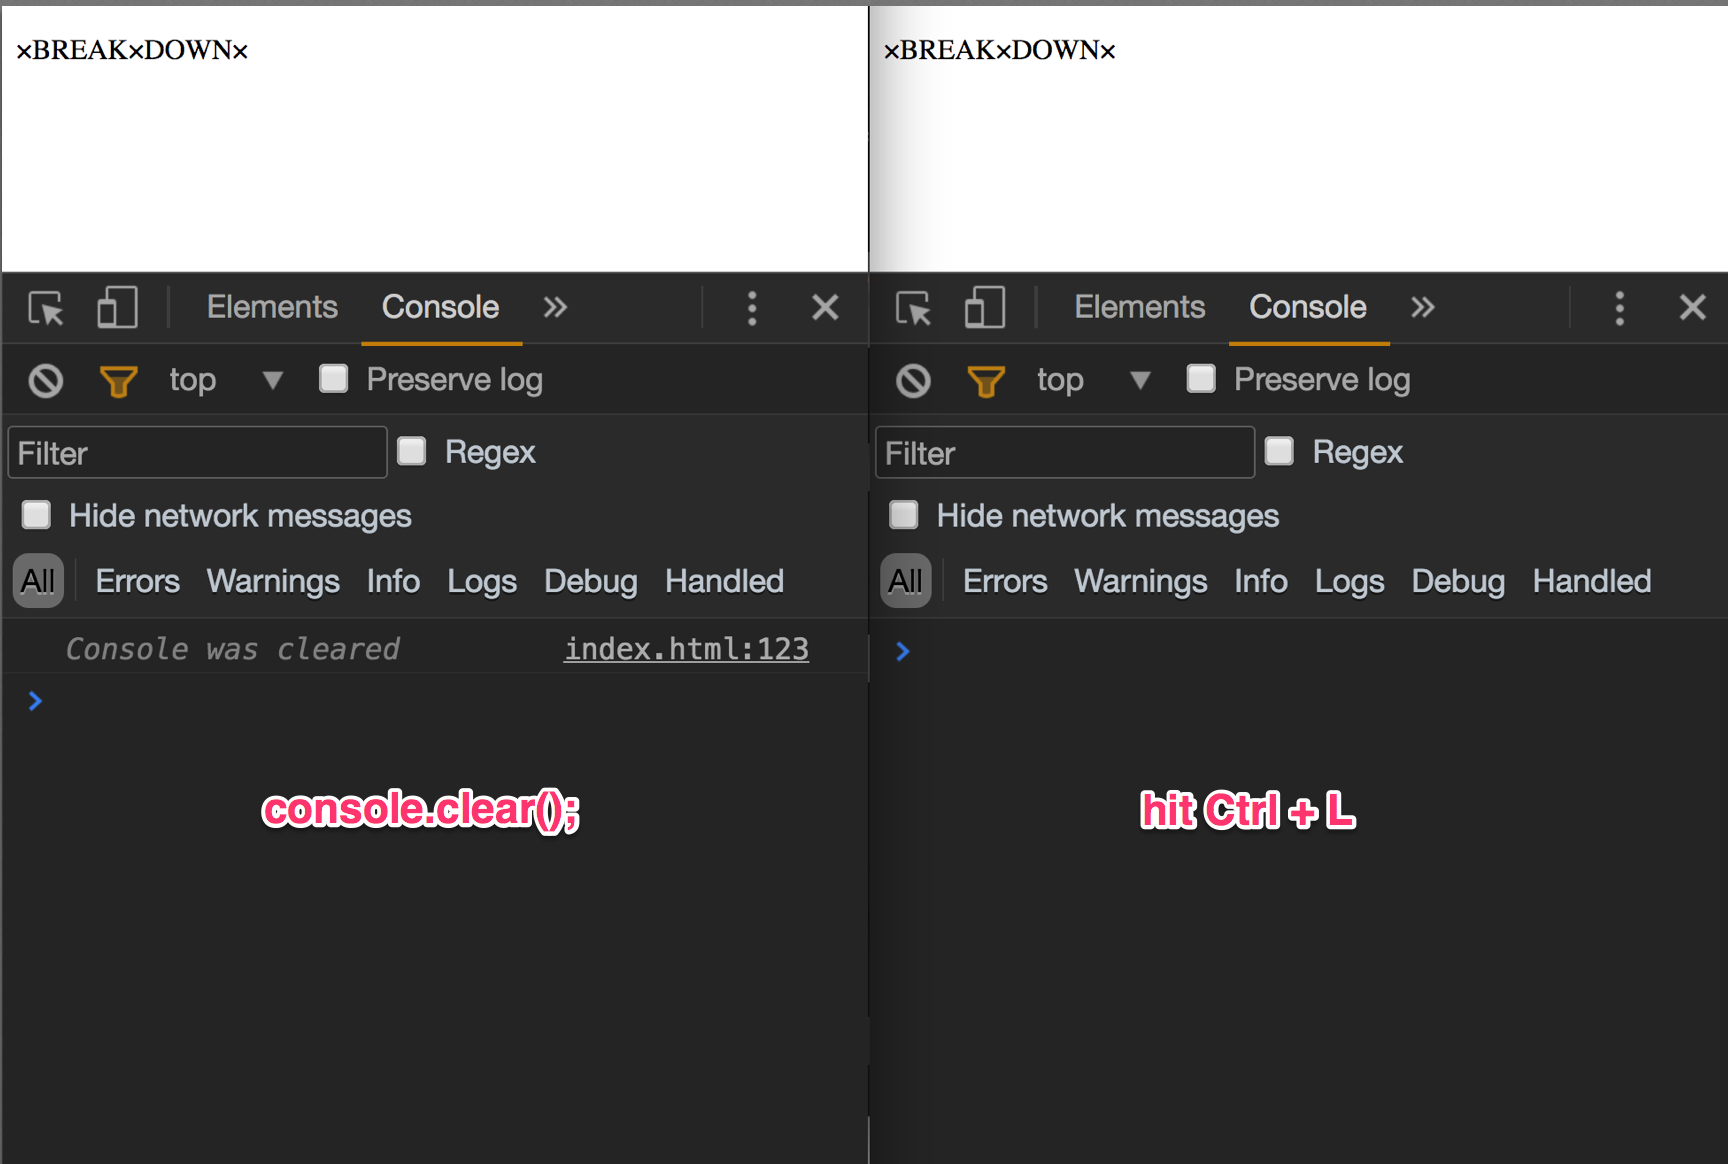 ×BREAK×DOWN×
Elements Console
top Preserve log
Filter Regex
Hide network messages
All Errors Warnings Info Logs Debug Handled
Console was cleared index.html:123
console.clear();
×BREAK×DOWN×
Elements Console
top Preserve log
Filter Regex
Hide network messages
All Errors Warnings Info Logs Debug Handled
hit Ctrl + L